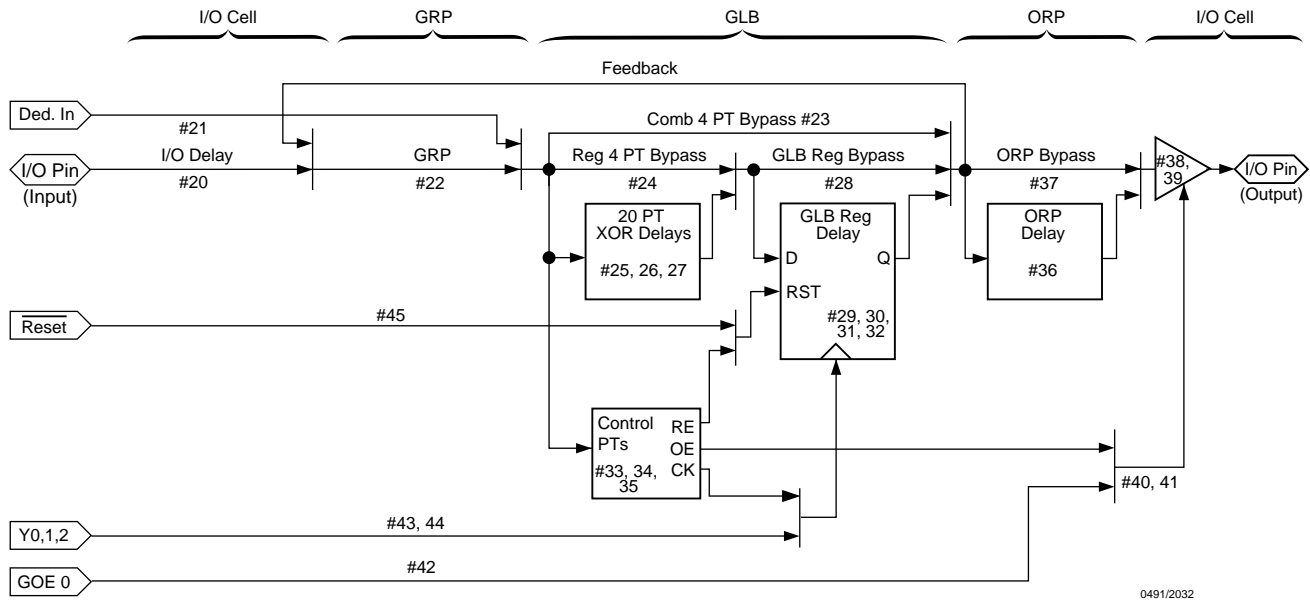 I/O Cell
GRP
GLB
ORP
I/O Cell
Feedback
Ded. In
#21
Comb 4 PT Bypass #23
I/O Pin
(Input)
I/O Delay
#20
GRP
#22
Reg 4 PT Bypass
#24
GLB Reg Bypass
#28
ORP Bypass
#37
#38,
39
I/O Pin
(Output)
20 PT
XOR Delays
#25, 26, 27
GLB Reg
Delay
D
Q
RST
#29, 30,
31, 32
ORP
Delay
#36
Reset
#45
Control
PTs
#33, 34,
35
RE
OE
CK
#40, 41
Y0,1,2
#43, 44
GOE 0
#42
0491/2032